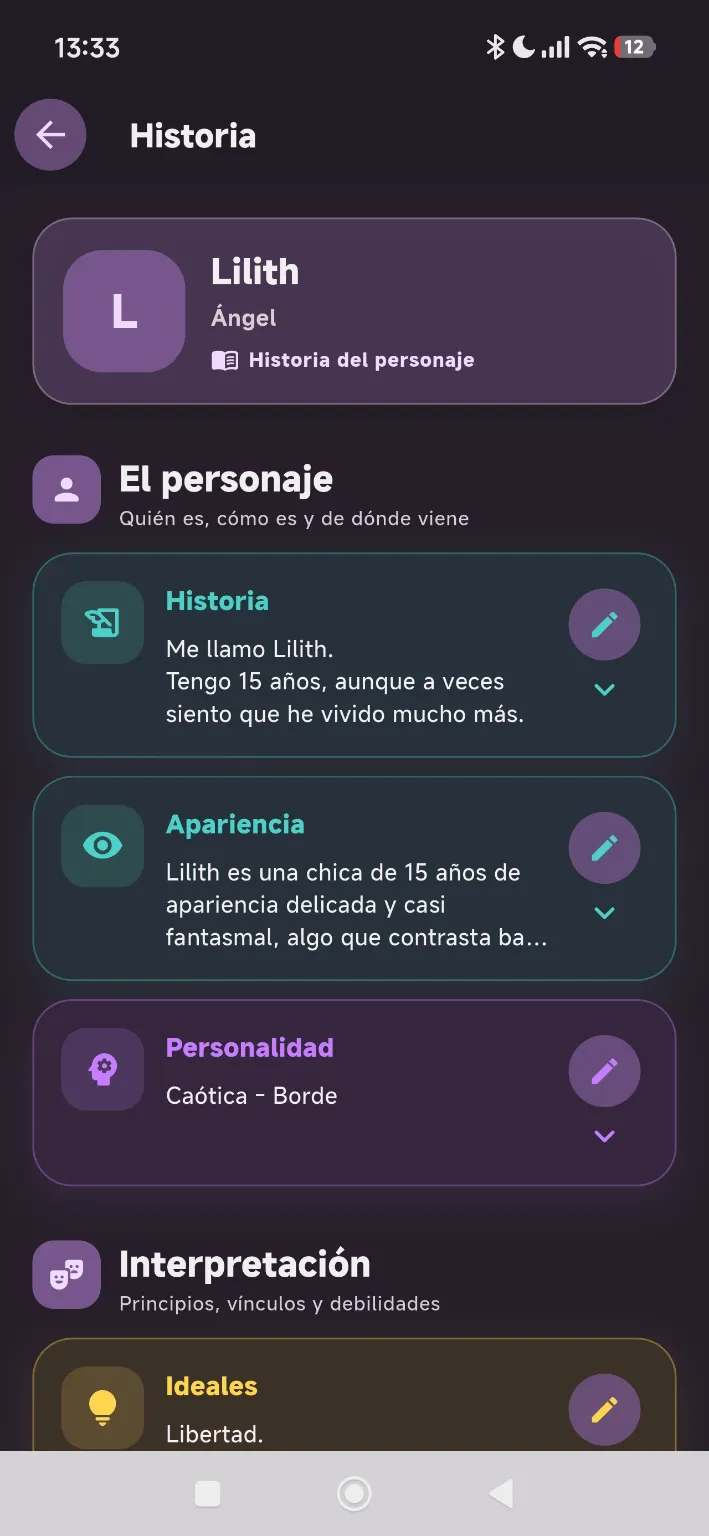 13:33
12
Historia
L
Lilith
Ángel
Historia del personaje
El personaje
Quién es, cómo es y de dónde viene
Historia
Me llamo Lilith.
Tengo 15 años, aunque a veces
siento que he vivido mucho más.
Apariencia
Lilith es una chica de 15 años de
apariencia delicada y casi
fantasmal, algo que contrasta ba...
Personalidad
Caótica - Borde
Interpretación
Principios, vínculos y debilidades
Ideales
Libertad.